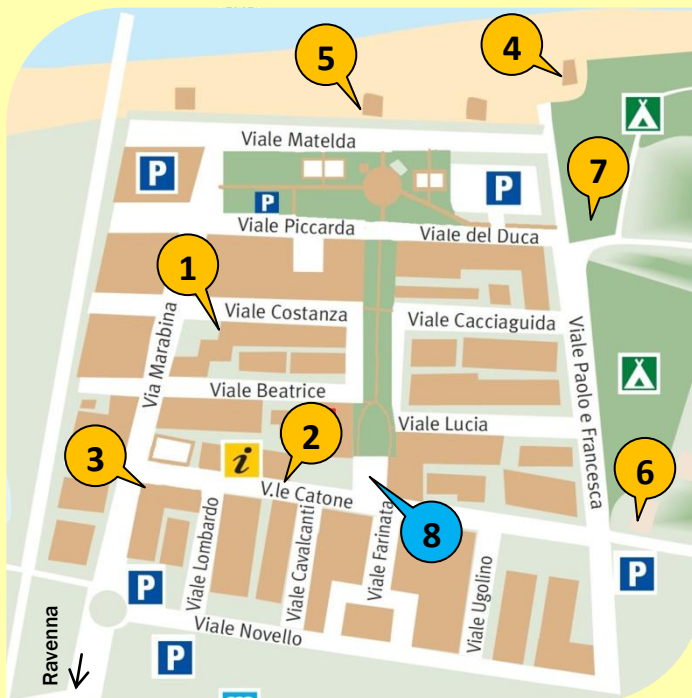 5
4
Viale Matelda
P
P
P
7
Viale Piccarda
Viale del Duca
1
Viale Costanza
Viale Cacciaguida
Via Marabina
Viale Paolo e Francesca
Viale Beatrice
Viale Lucia
2
3
i
6
V.le Catone
8
Viale Lombardo
Viale Cavalcanti
Viale Farinata
Viale Ugolino
P
P
Viale Novello
P
Ravenna